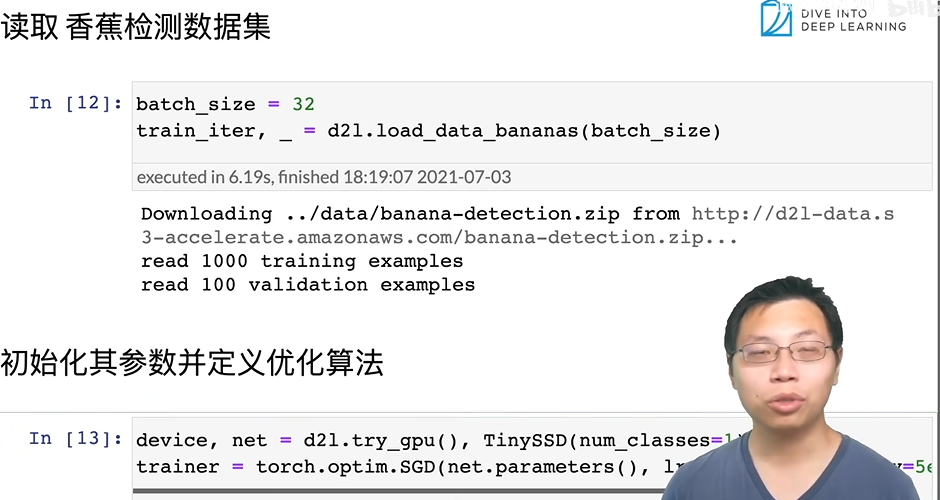 读取 香蕉检测数据集
DIVE INTO
DEEP LEARNING
In [12]:
batch_size = 32
train_iter, _ = d2l.load_data_bananas(batch_size)
executed in 6.19s, finished 18:19:07 2021-07-03
Downloading ../data/banana-detection.zip from http://d2l-data.s
3-accelerate.amazonaws.com/banana-detection.zip...
read 1000 training examples
read 100 validation examples
初始化其参数并定义优化算法
In [13]:
device, net = d2l.try_gpu(), TinySSD(num_classes=1
trainer = torch.optim.SGD(net.parameters(), l =5e